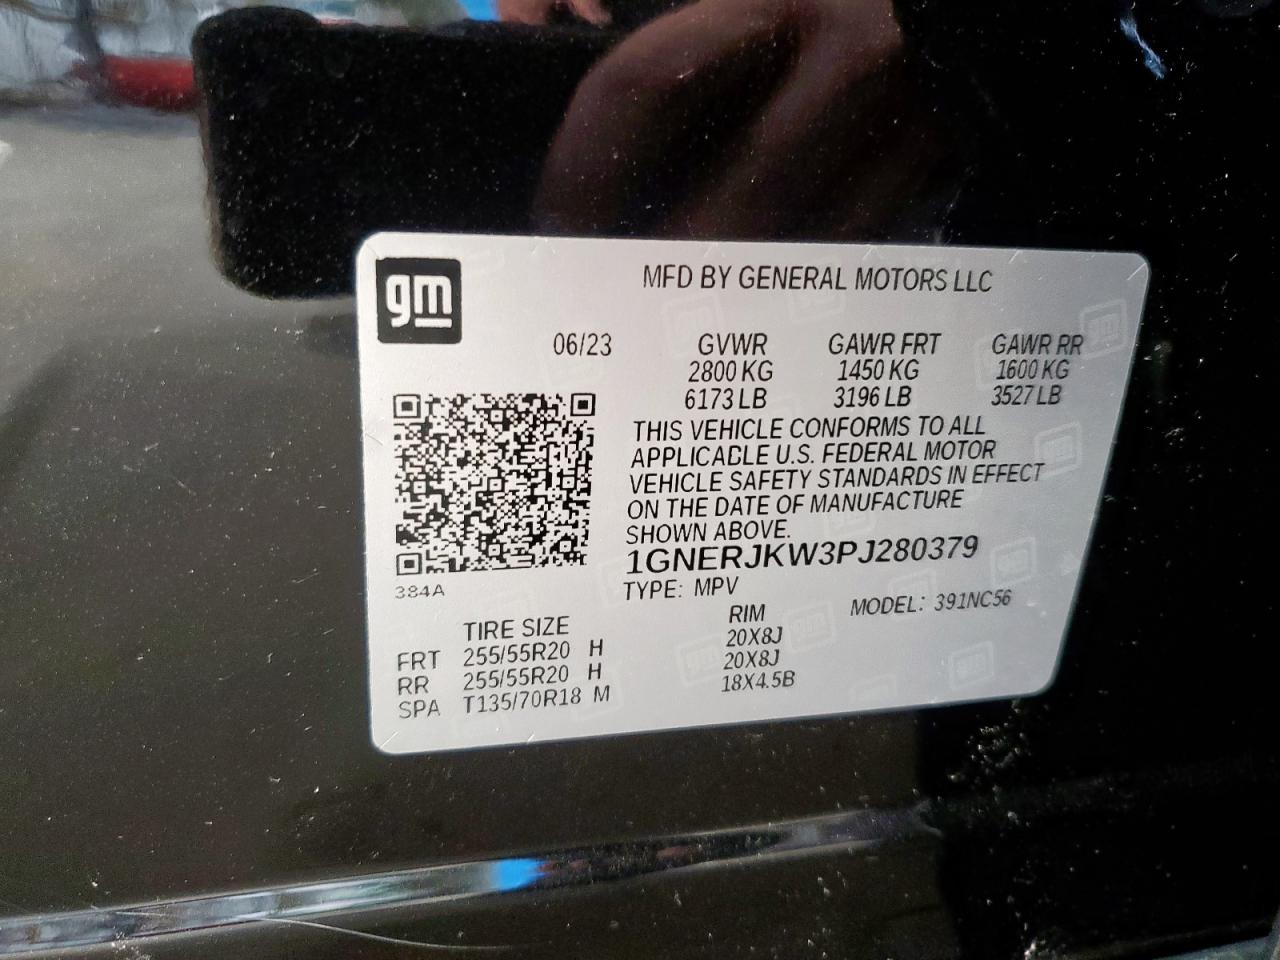 gm
MFD BY GENERAL MOTORS LLC
06/23 GVWR GAWR FRT GAWR RR
2800 KG 1450 KG 1600 KG
6173 LB 3196 LB 3527 LB
THIS VEHICLE CONFORMS TO ALL
APPLICABLE U.S. FEDERAL MOTOR
VEHICLE SAFETY STANDARDS IN EFFECT
ON THE DATE OF MANUFACTURE
SHOWN ABOVE.
1GNERJKW3PJ280379
384A
TYPE: MPV MODEL: 391NC56
TIRE SIZE RIM
FRT 255/55R20 H 20X8J
RR 255/55R20 H 20X8J
SPA T135/70R18 M 18X4.5B